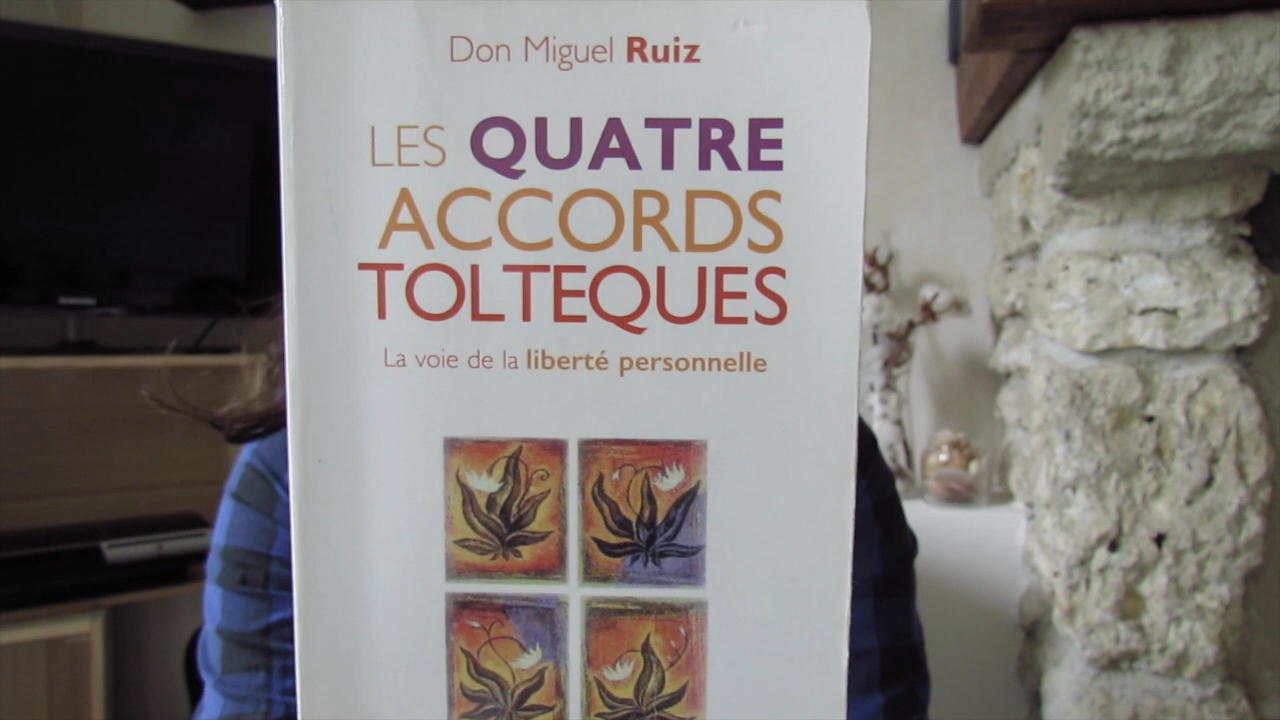 Don Miguel Ruiz
LES QUATRE
ACCORDS
TOLTEQUES
La voie de la liberté personnelle